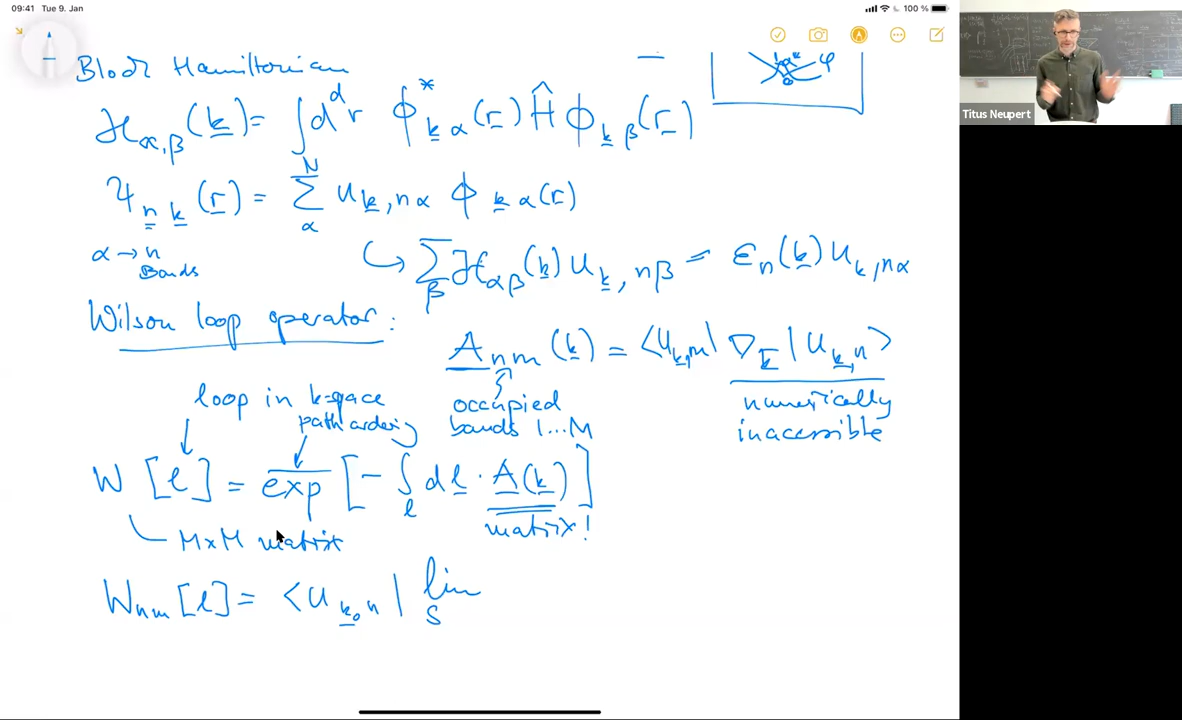 09:41 Tue 9. Jan 100 %
Bloch Hamiltonian
ℋ_{α,β}(k) = ∫ d^d r ϕ*_{kα}(r) Ĥ ϕ_{kβ}(r)
φ
Ψ_{nk}(r) = Σ_α^N u_{k,nα} ϕ_{kα}(r)
α → n
Bands
↪ Σ_β ℋ_{αβ}(k) u_{k,nβ} = ε_n(k) u_{k,nα}
Wilson loop operator:
A_{nm}(k) = ⟨u_{k,m}| ∇_k |u_{k,n}⟩
occupied
bands 1...M
numerically
inacessible
loop in k-space
path ordering
W[l] = exp[-∫_l dl · A(k)]
matrix!
M×M matrix
W_{nm}[l] = ⟨u_{k_0 n}| lim
s
Titus Neupert